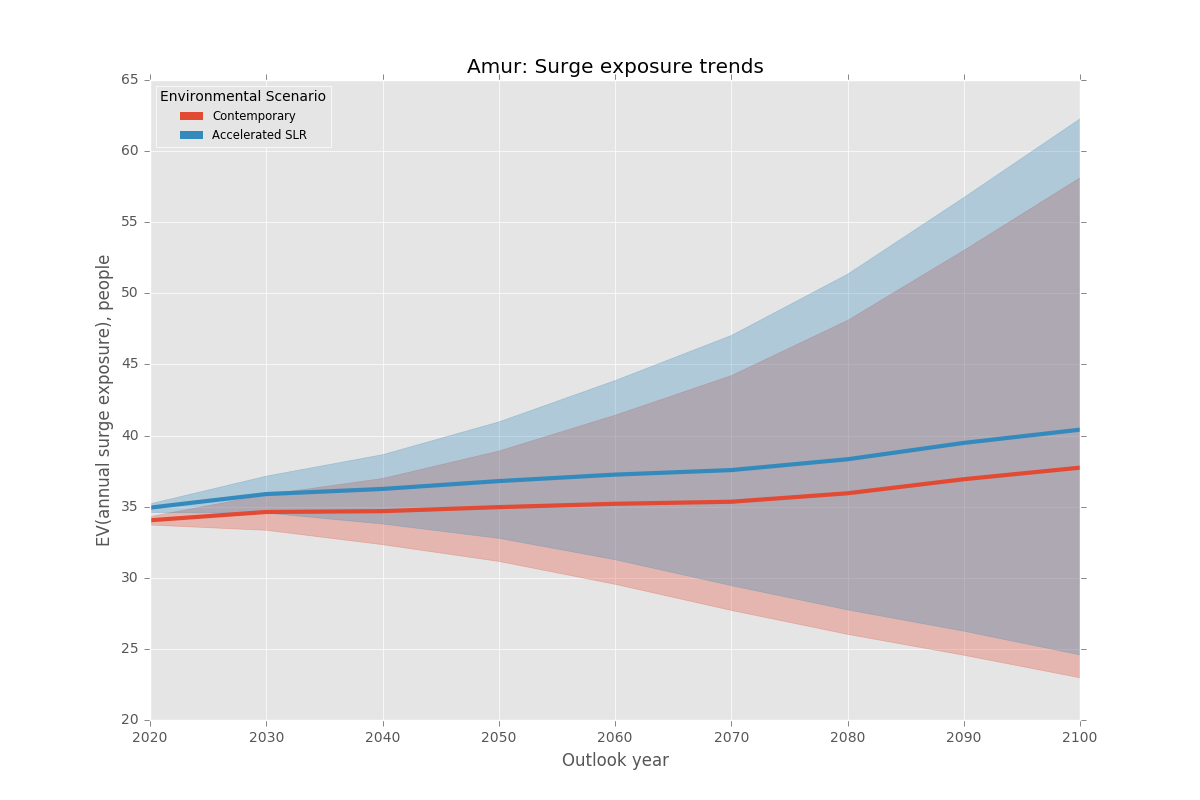 Amur: Surge exposure trends
Environmental Scenario
Contemporary
Accelerated SLR
EV(annual surge exposure), people
65
60
55
50
45
40
35
30
25
20
2020 2030 2040 2050 2060 2070 2080 2090 2100
Outlook year